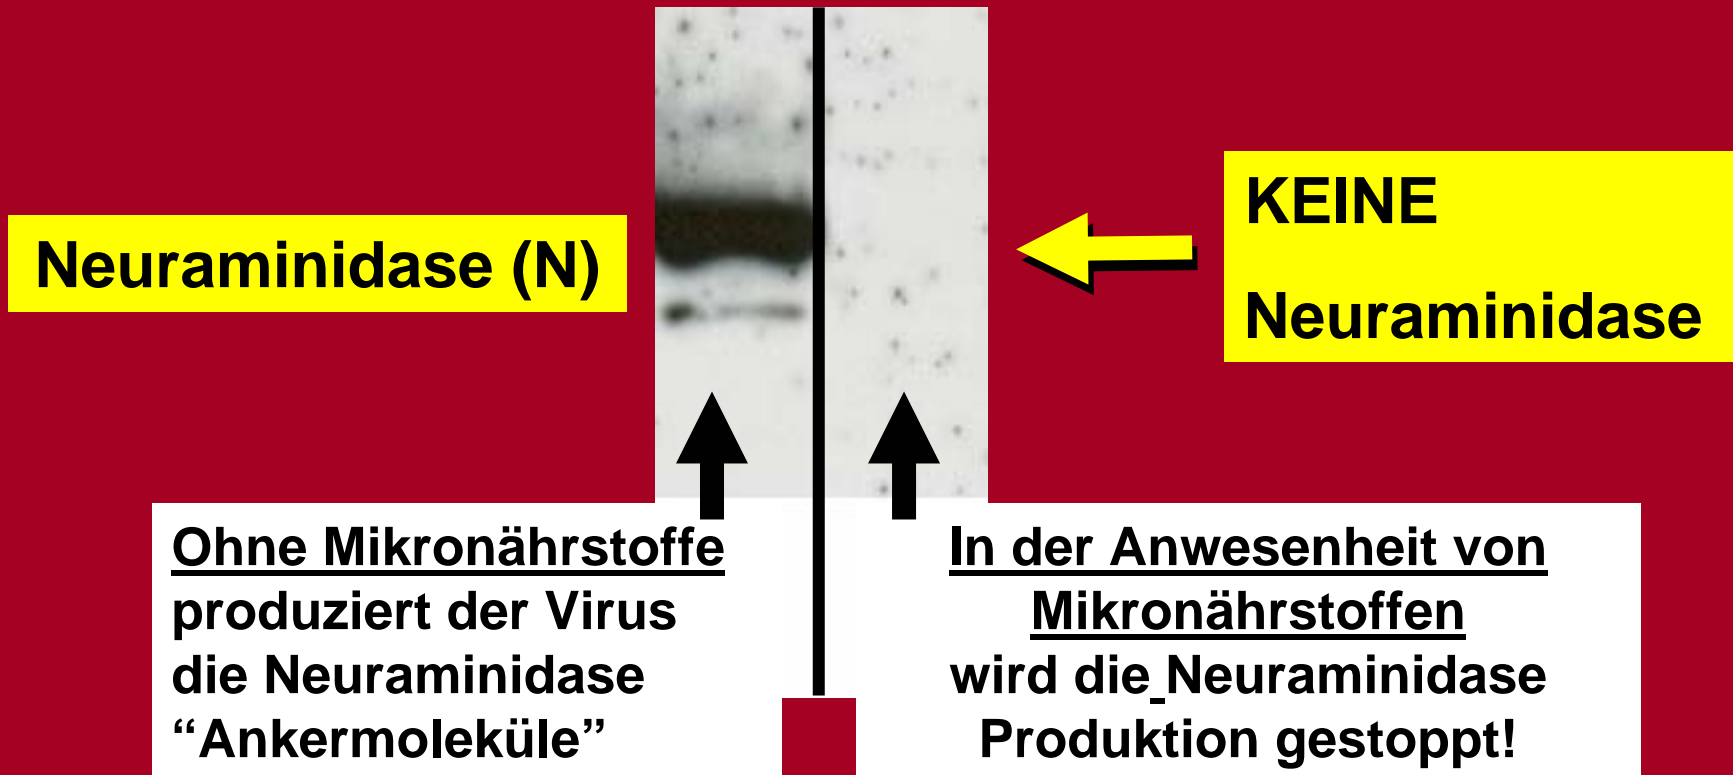 Neuraminidase (N)
KEINE
Neuraminidase
Ohne Mikronährstoffe
produziert der Virus
die Neuraminidase
“Ankermoleküle”
In der Anwesenheit von
Mikronährstoffen
wird die Neuraminidase
Produktion gestoppt!